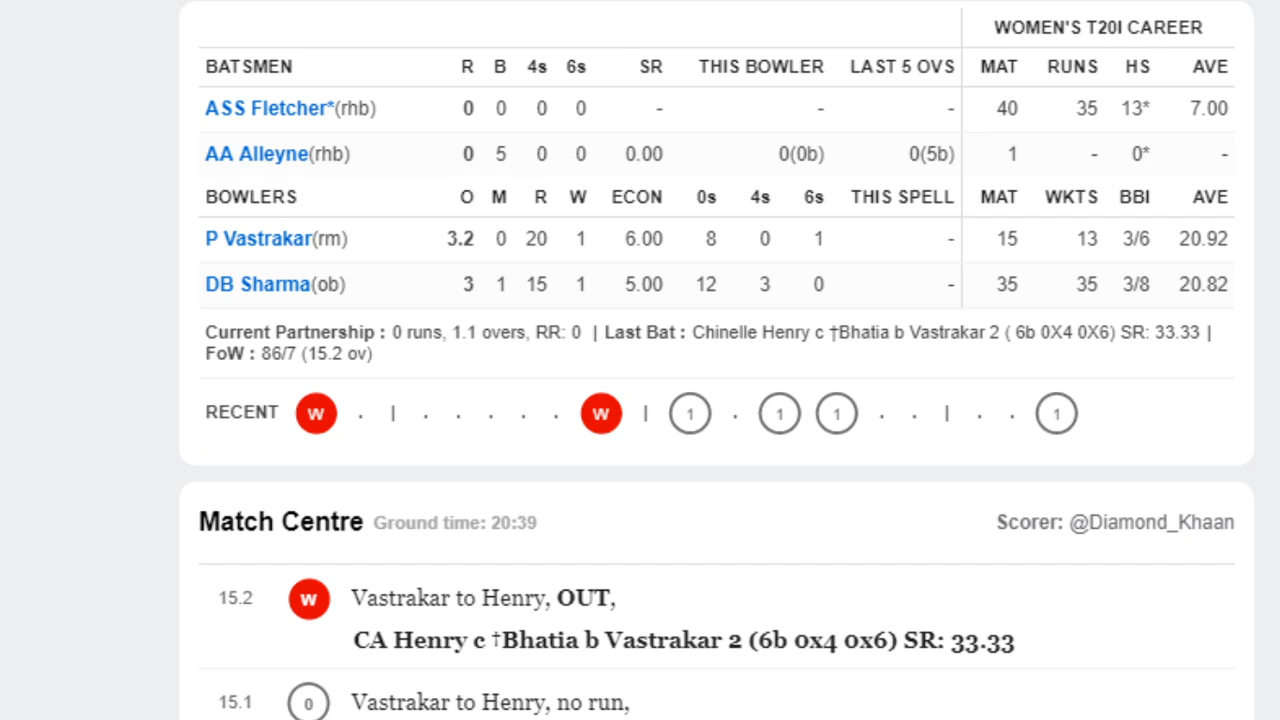 WOMEN'S T20I CAREER
BATSMEN R B 4s 6s SR THIS BOWLER LAST 5 OVS MAT RUNS HS AVE
ASS Fletcher*(rhb) 0 0 0 0 - - - 40 35 13* 7.00
AA Alleyne(rhb) 0 5 0 0 0.00 0(0b) 0(5b) 1 - 0* -
BOWLERS O M R W ECON 0s 4s 6s THIS SPELL MAT WKTS BBI AVE
P Vastrakar(rm) 3.2 0 20 1 6.00 8 0 1 - 15 13 3/6 20.92
DB Sharma(ob) 3 1 15 1 5.00 12 3 0 - 35 35 3/8 20.82
Current Partnership : 0 runs, 1.1 overs, RR: 0 | Last Bat : Chinelle Henry c †Bhatia b Vastrakar 2 ( 6b 0X4 0X6) SR: 33.33 |
FoW : 86/7 (15.2 ov)
RECENT W . | . . . . . W | 1 . 1 1 . . | . . 1
Match Centre Ground time: 20:39 Scorer: @Diamond_Khaan
15.2 W Vastrakar to Henry, OUT,
CA Henry c †Bhatia b Vastrakar 2 (6b 0x4 0x6) SR: 33.33
15.1 0 Vastrakar to Henry, no run,